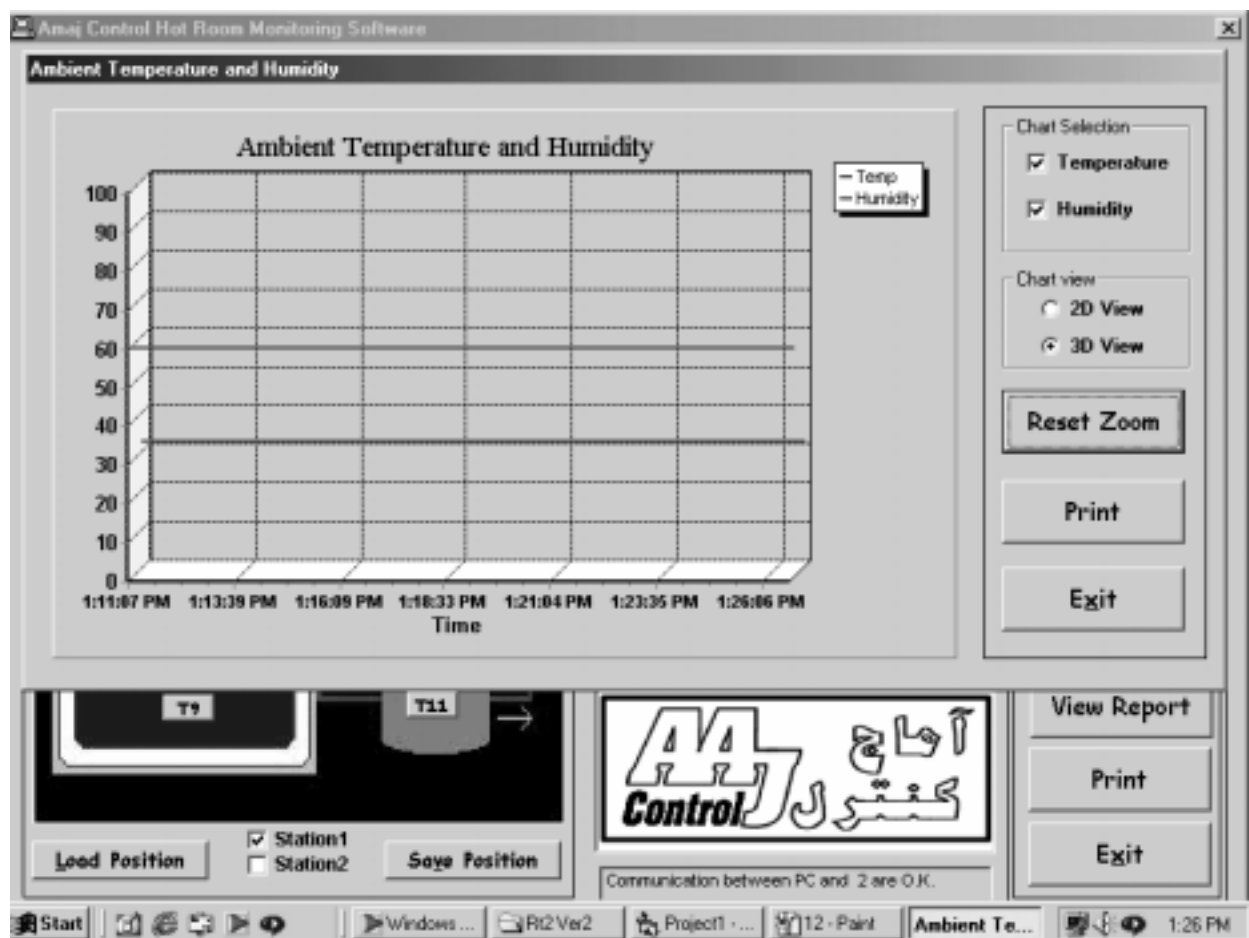 Amaj Control Hot Room Monitoring Software
Ambient Temperature and Humidity
Ambient Temperature and Humidity
Temp
Humidity
100
90
80
70
60
50
40
30
20
10
0
1:11:07 PM 1:13:39 PM 1:16:09 PM 1:18:33 PM 1:21:04 PM 1:23:35 PM 1:26:06 PM
Time
Chart Selection
Temperature
Humidity
Chart view
2D View
3D View
Reset Zoom
Print
Exit
T9
T11
Load Position
Station1
Station2
Save Position
AAJ
Control
آماج
کنترل
Communication between PC and 2 are O.K.
View Report
Print
Exit
Start
Windows ...
Rt2 Ver2
Project1 - ...
12 - Paint
Ambient Te...
1:26 PM